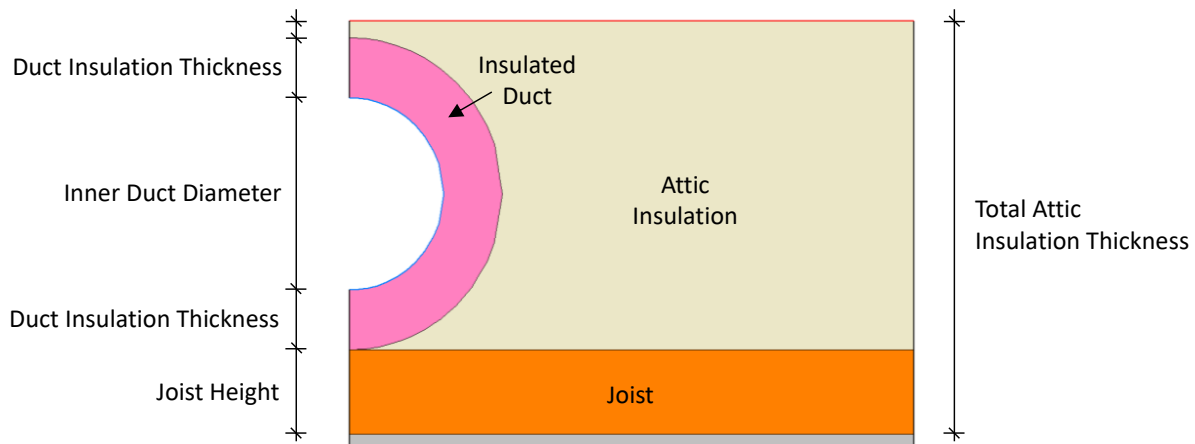 Duct Insulation Thickness
Insulated
Duct
Inner Duct Diameter
Attic
Insulation
Total Attic
Insulation Thickness
Duct Insulation Thickness
Joist Height
Joist